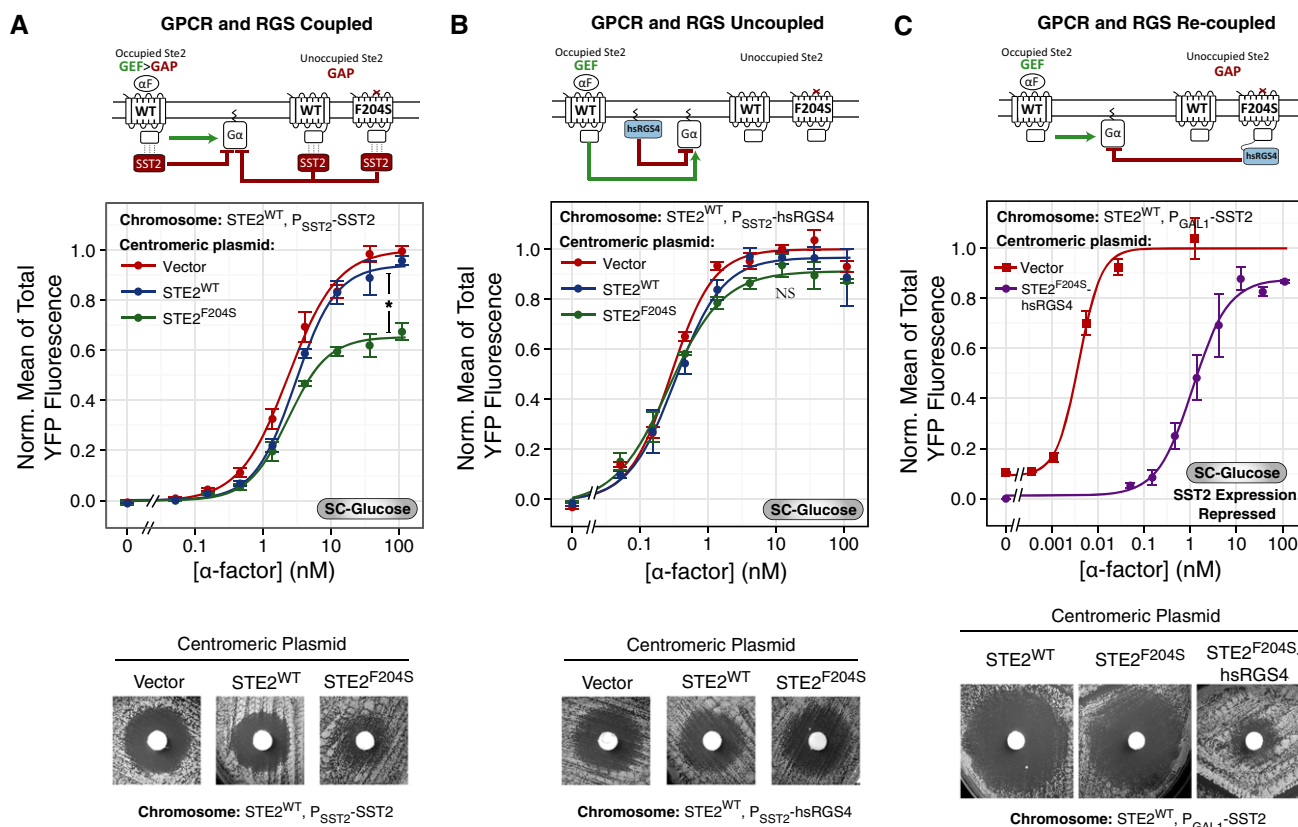 A
GPCR and RGS Coupled
Occupied Ste2
GEF>GAP
αF
WT
SST2
Gα
Unoccupied Ste2
GAP
WT
SST2
F204S
SST2
Chromosome: STE2WT, PSST2-SST2
Centromeric plasmid:
Vector
STE2WT
STE2F204S
*
SC-Glucose
Norm. Mean of Total
YFP Fluorescence
1.0
0.8
0.6
0.4
0.2
0.0
0 0.1 1 10 100
[α-factor] (nM)
Centromeric Plasmid
Vector STE2WT STE2F204S
Chromosome: STE2WT, PSST2-SST2
B
GPCR and RGS Uncoupled
Occupied Ste2
GEF
αF
WT
hsRGS4
Gα
Unoccupied Ste2
WT
F204S
Chromosome: STE2WT, PSST2-hsRGS4
Centromeric plasmid:
Vector
STE2WT
STE2F204S
NS
SC-Glucose
Norm. Mean of Total
YFP Fluorescence
1.0
0.8
0.6
0.4
0.2
0.0
0 0.1 1 10 100
[α-factor] (nM)
Centromeric Plasmid
Vector STE2WT STE2F204S
Chromosome: STE2WT, PSST2-hsRGS4
C
GPCR and RGS Re-coupled
Occupied Ste2
GEF
αF
WT
Gα
Unoccupied Ste2
GAP
WT
F204S
hsRGS4
Chromosome: STE2WT, PGAL1-SST2
Centromeric plasmid:
Vector
STE2F204S-
hsRGS4
SC-Glucose
SST2 Expression
Repressed
Norm. Mean of Total
YFP Fluorescence
1.0
0.8
0.6
0.4
0.2
0.0
0 0.001 0.01 0.1 1 10 100
[α-factor] (nM)
Centromeric Plasmid
STE2WT STE2F204S STE2F204S-
hsRGS4
Chromosome: STE2WT, PGAL1-SST2